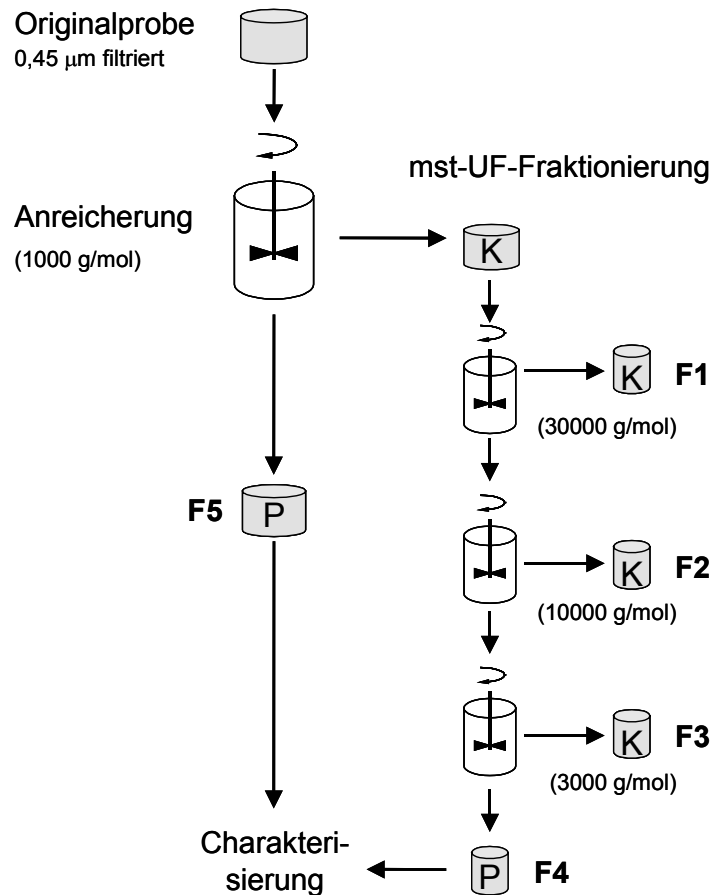 Originalprobe
0,45 µm filtriert
mst-UF-Fraktionierung
Anreicherung
(1000 g/mol)
K
K F1
(30000 g/mol)
F5 P
K F2
(10000 g/mol)
K F3
(3000 g/mol)
Charakteri-
sierung
P F4